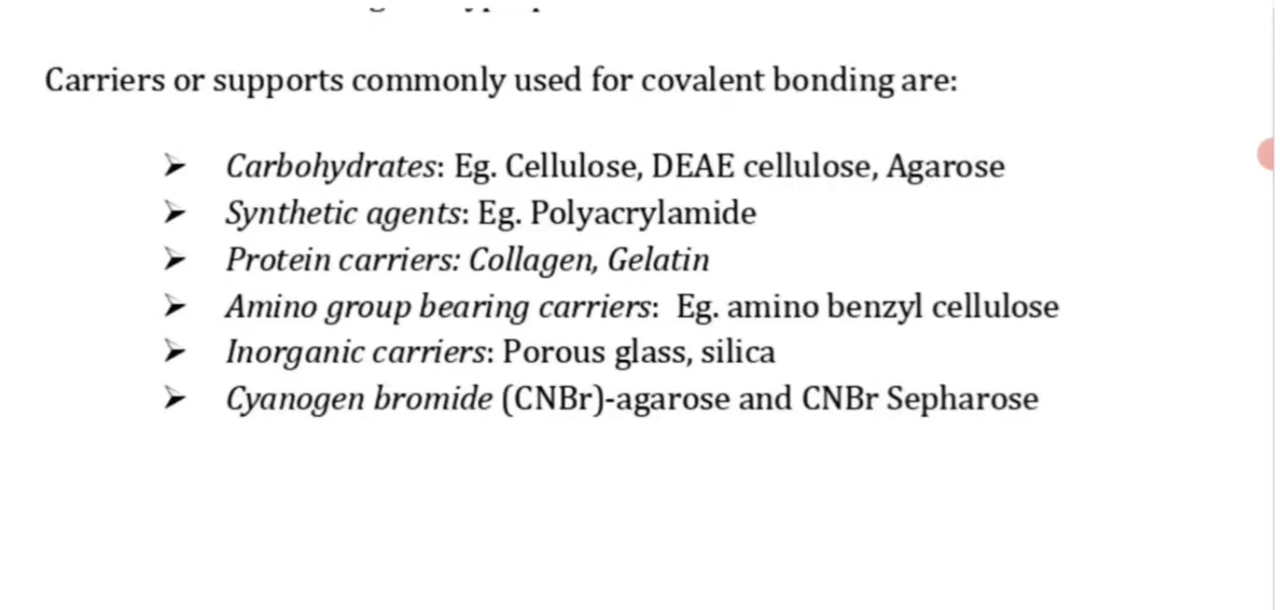 Carriers or supports commonly used for covalent bonding are:
➢ Carbohydrates: Eg. Cellulose, DEAE cellulose, Agarose
➢ Synthetic agents: Eg. Polyacrylamide
➢ Protein carriers: Collagen, Gelatin
➢ Amino group bearing carriers: Eg. amino benzyl cellulose
➢ Inorganic carriers: Porous glass, silica
➢ Cyanogen bromide (CNBr)-agarose and CNBr Sepharose